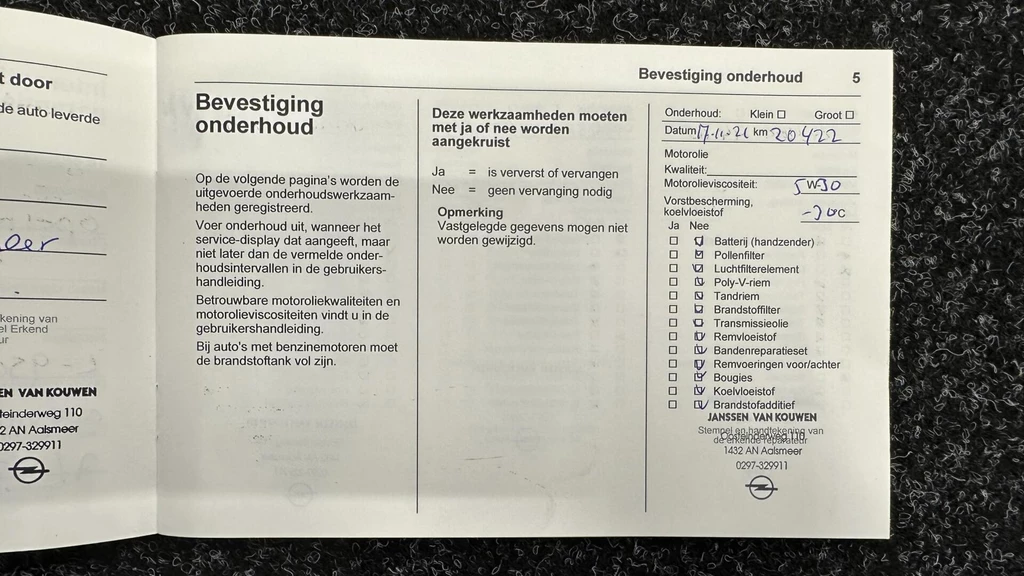 t door
de auto leverde
oer
kening van
el Erkend
ur
EN VAN KOUWEN
teinderweg 110
2 AN Aalsmeer
0297-329911
Bevestiging onderhoud 5
Bevestiging
onderhoud
Op de volgende pagina's worden de
uitgevoerde onderhoudswerkzaam-
heden geregistreerd.
Voer onderhoud uit, wanneer het
service-display dat aangeeft, maar
niet later dan de vermelde onder-
houdsintervallen in de gebruikers-
handleiding.
Betrouwbare motoroliekwaliteiten en
motorolieviscositeiten vindt u in de
gebruikershandleiding.
Bij auto's met benzinemotoren moet
de brandstoftank vol zijn.
Deze werkzaamheden moeten
met ja of nee worden
aangekruist
Ja = is ververst of vervangen
Nee = geen vervanging nodig
Opmerking
Vastgelegde gegevens mogen niet
worden gewijzigd.
Onderhoud: Klein Groot
Datum km 20422
Motorolie
Kwaliteit:
Motorolieviscositeit: 5W30
Vorstbescherming,
koelvloeistof
Ja Nee
Batterij (handzender)
Pollenfilter
Luchtfilterelement
Poly-V-riem
Tandriem
Brandstoffilter
Transmissieolie
Remvloeistof
Bandenreparatieset
Remvoeringen voor/achter
Bougies
Koelvloeistof
Brandstofadditief
JANSSEN VAN KOUWEN
Stempel en handtekening van
de erkende reparateur
Oosteinderweg 110
1432 AN Aalsmeer
0297-329911